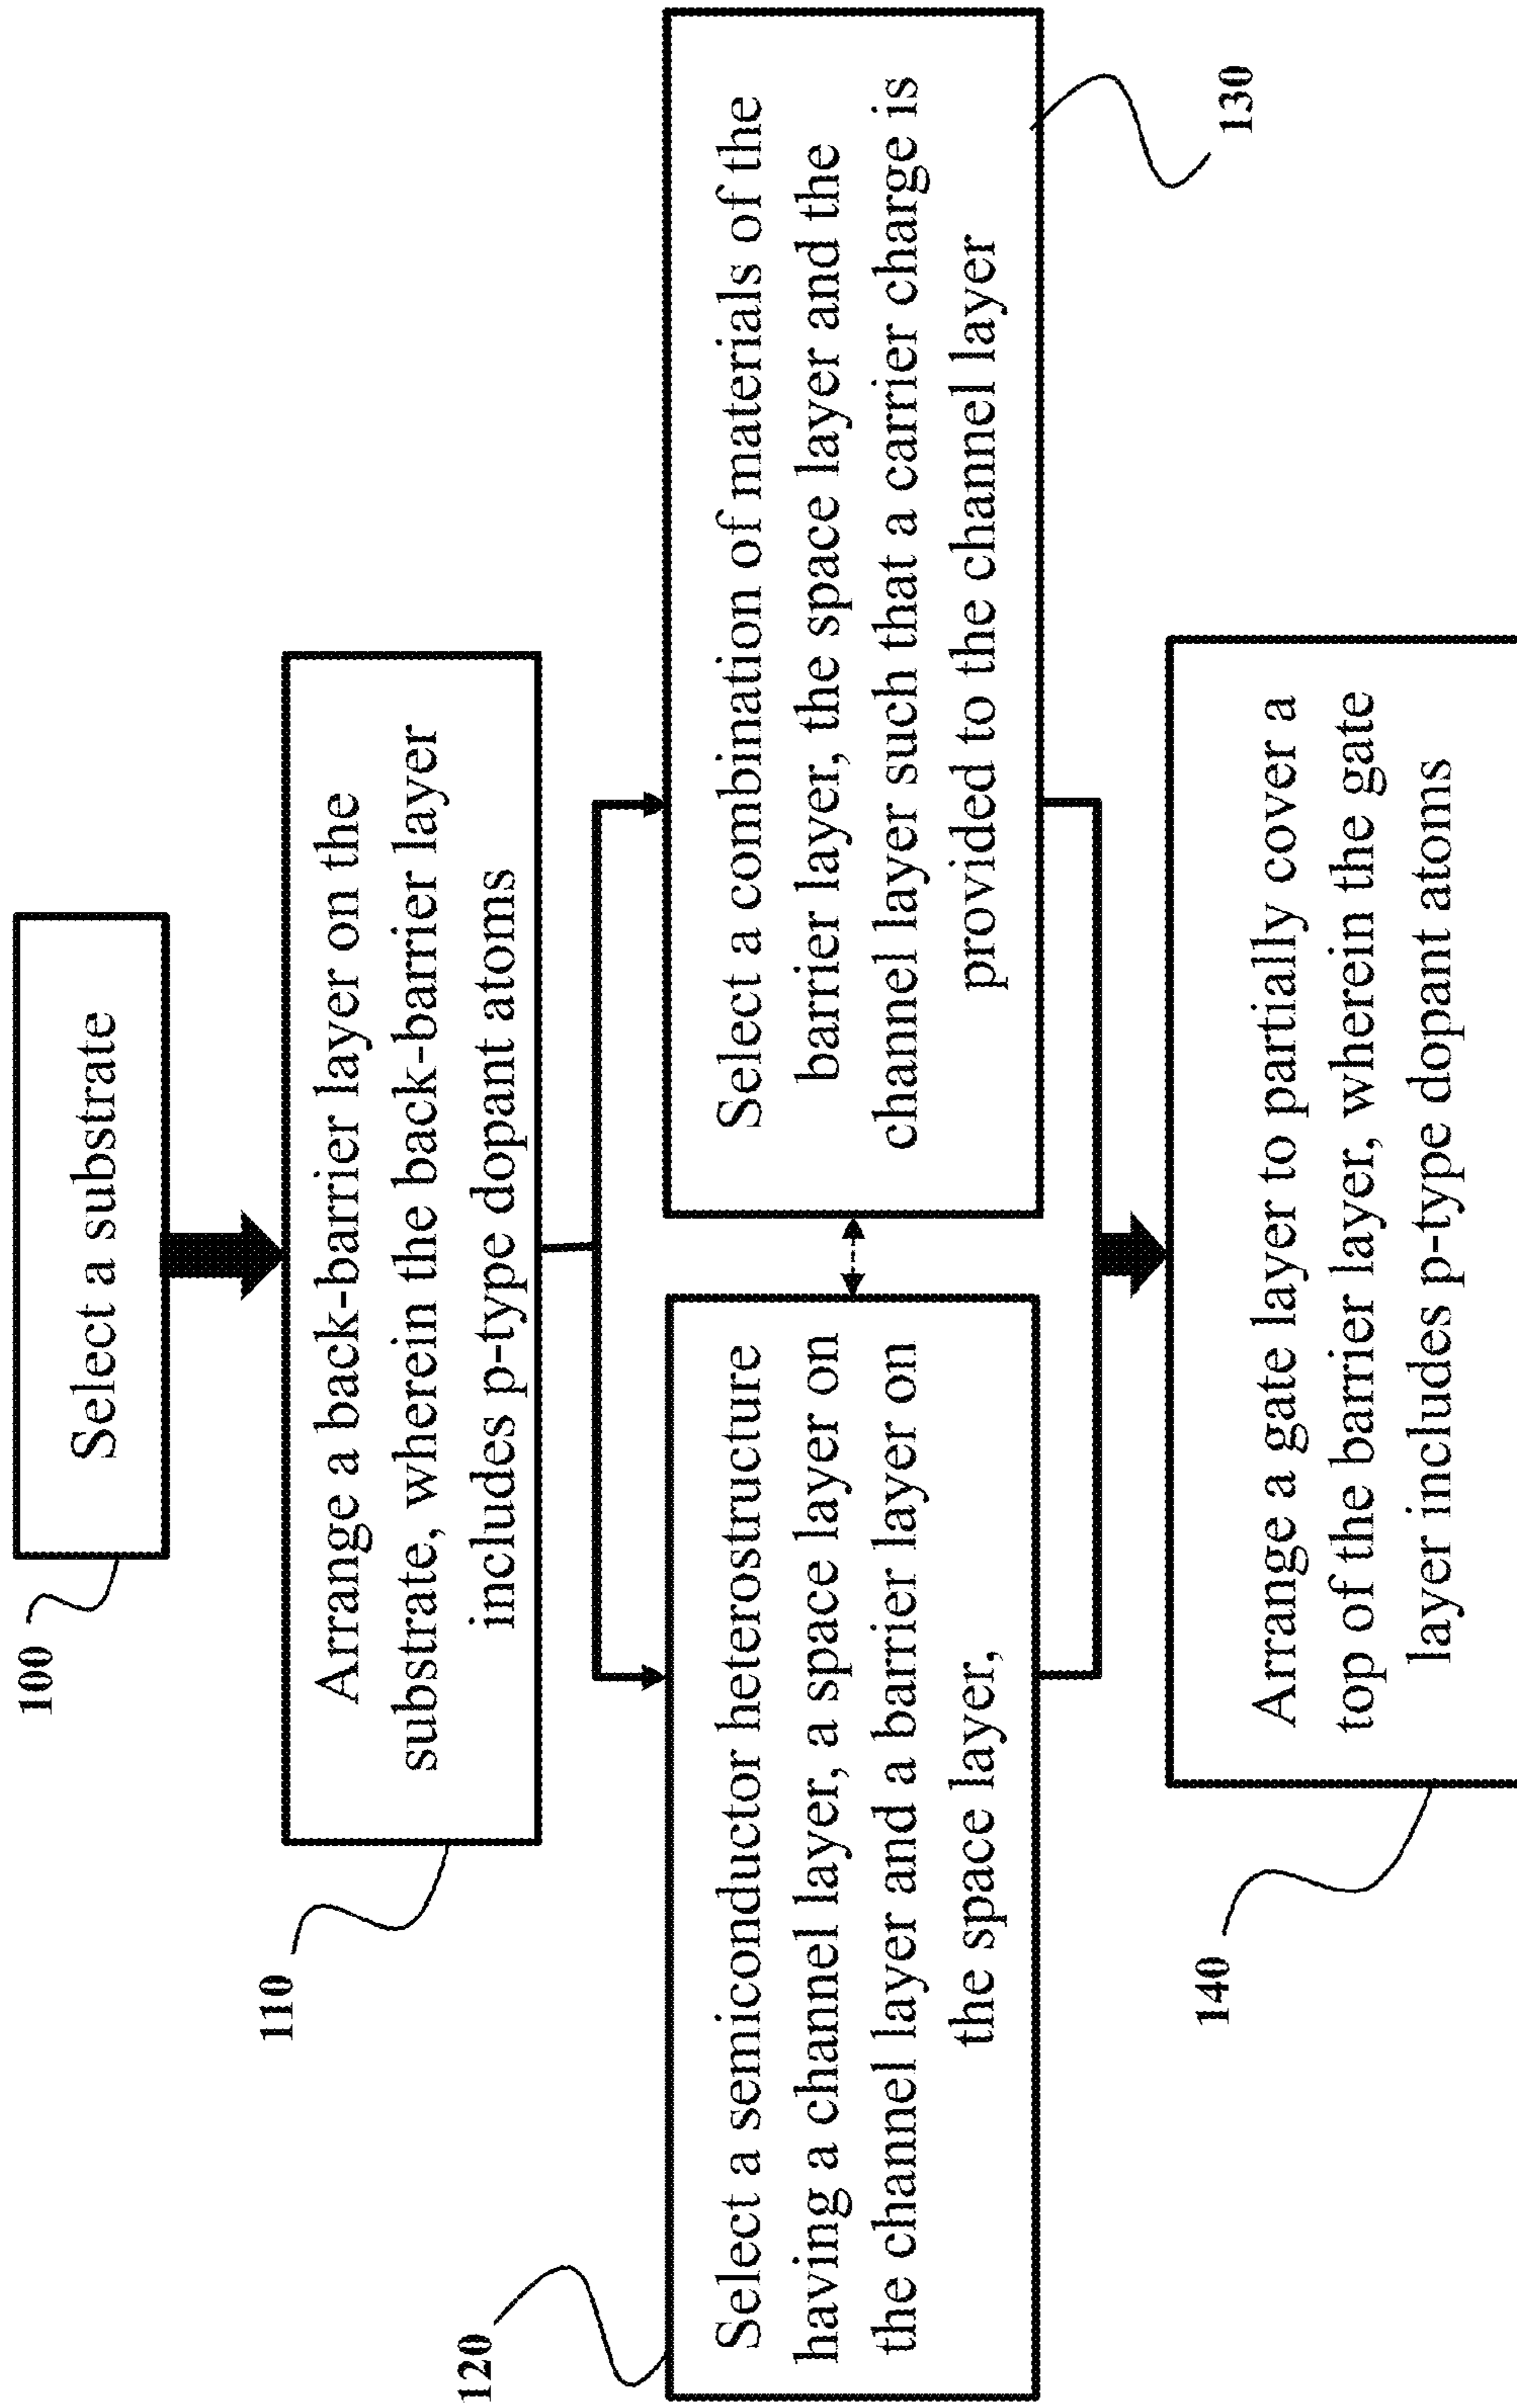 100
Select a substrate
110
Arrange a back-barrier layer on the
substrate, wherein the back-barrier layer
includes p-type dopant atoms
120
Select a semiconductor heterostructure
having a channel layer, a space layer on
the channel layer and a barrier layer on
the space layer,
Select a combination of materials of the
barrier layer, the space layer and the
channel layer such that a carrier charge is
provided to the channel layer
130
140
Arrange a gate layer to partially cover a
top of the barrier layer, wherein the gate
layer includes p-type dopant atoms